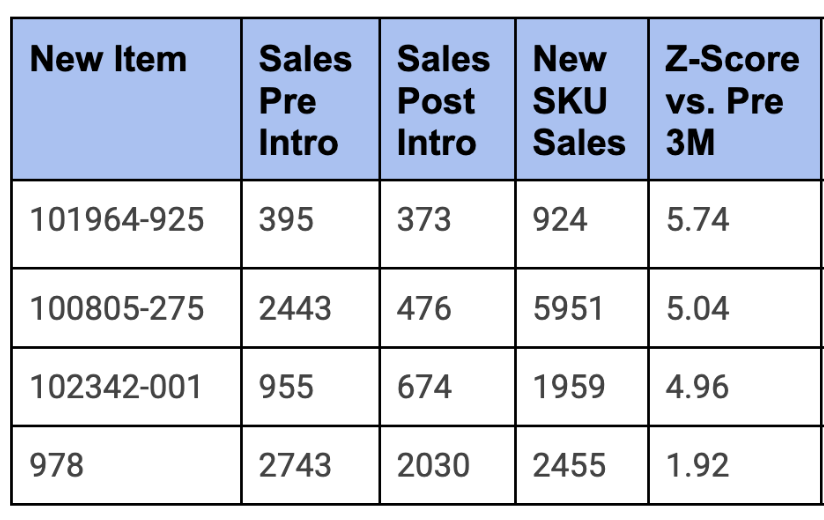 New Item Sales Pre Intro Sales Post Intro New SKU Sales Z-Score vs. Pre 3M
101964-925 395 373 924 5.74
100805-275 2443 476 5951 5.04
102342-001 955 674 1959 4.96
978 2743 2030 2455 1.92